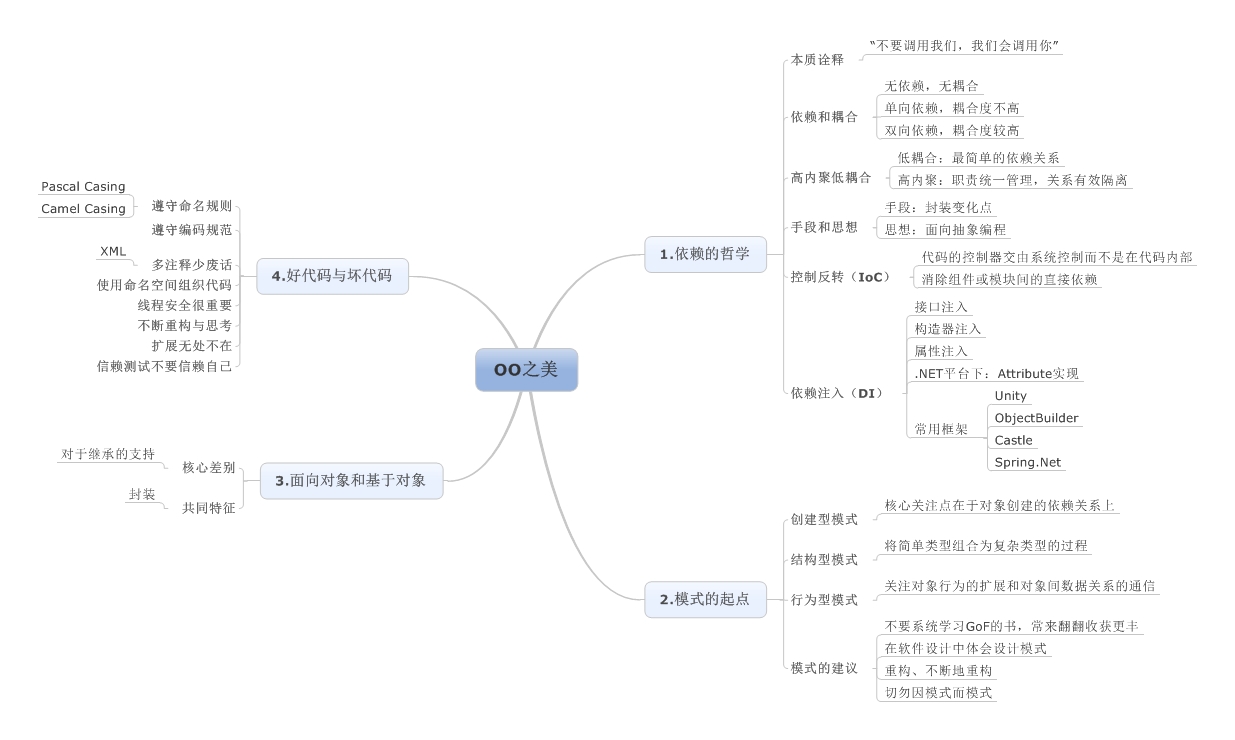 OO之美
1.依赖的哲学
本质诠释
“不要调用我们，我们会调用你”
依赖和耦合
无依赖，无耦合
单向依赖，耦合度不高
双向依赖，耦合度较高
高内聚低耦合
低耦合：最简单的依赖关系
高内聚：职责统一管理，关系有效隔离
手段和思想
手段：封装变化点
思想：面向抽象编程
控制反转（IoC）
代码的控制器交由系统控制而不是在代码内部
消除组件或模块间的直接依赖
依赖注入（DI）
接口注入
构造器注入
属性注入
.NET平台下：Attribute实现
常用框架
Unity
ObjectBuilder
Castle
Spring.Net
2.模式的起点
创建型模式
核心关注点在于对象创建的依赖关系上
结构型模式
将简单类型组合为复杂类型的过程
行为型模式
关注对象行为的扩展和对象间数据关系的通信
模式的建议
不要系统学习GoF的书，常来翻翻收获更丰
在软件设计中体会设计模式
重构、不断地重构
切勿因模式而模式
3.面向对象和基于对象
核心差别
对于继承的支持
共同特征
封装
4.好代码与坏代码
遵守命名规则
Pascal Casing
Camel Casing
遵守编码规范
多注释少废话
XML
使用命名空间组织代码
线程安全很重要
不断重构与思考
扩展无处不在
信赖测试不要信赖自己